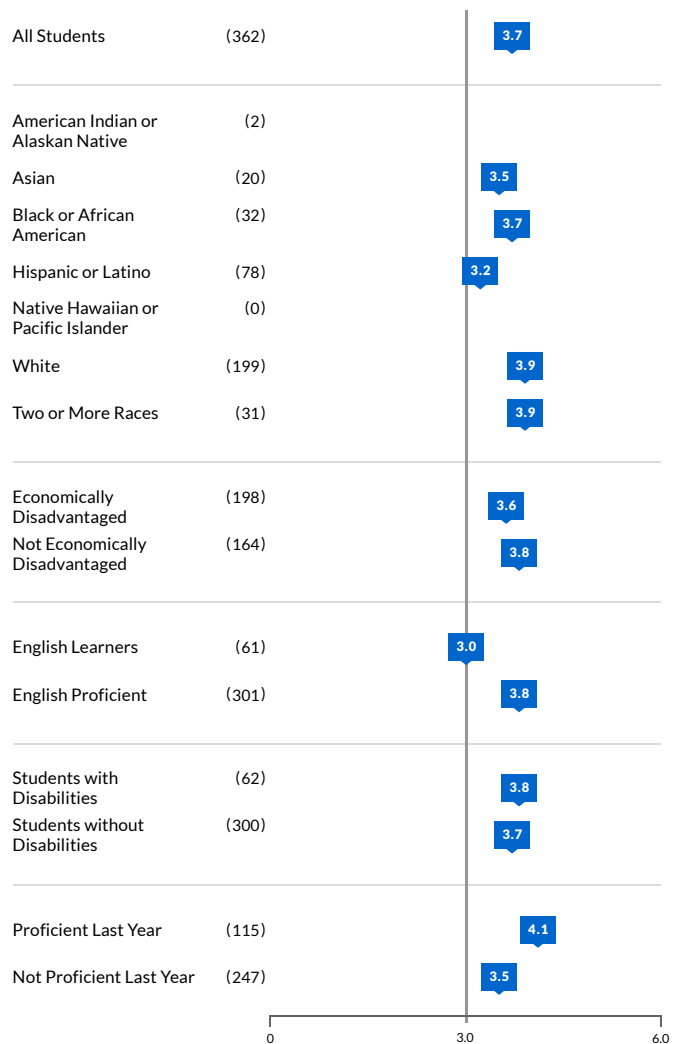 All Students (362) 3.7
American Indian or (2)
Alaskan Native
Asian (20) 3.5
Black or African (32) 3.7
American
Hispanic or Latino (78) 3.2
Native Hawaiian or (0)
Pacific Islander
White (199) 3.9
Two or More Races (31) 3.9
Economically (198) 3.6
Disadvantaged
Not Economically (164) 3.8
Disadvantaged
English Learners (61) 3.0
English Proficient (301) 3.8
Students with (62) 3.8
Disabilities
Students without (300) 3.7
Disabilities
Proficient Last Year (115) 4.1
Not Proficient Last Year (247) 3.5
0 3.0 6.0